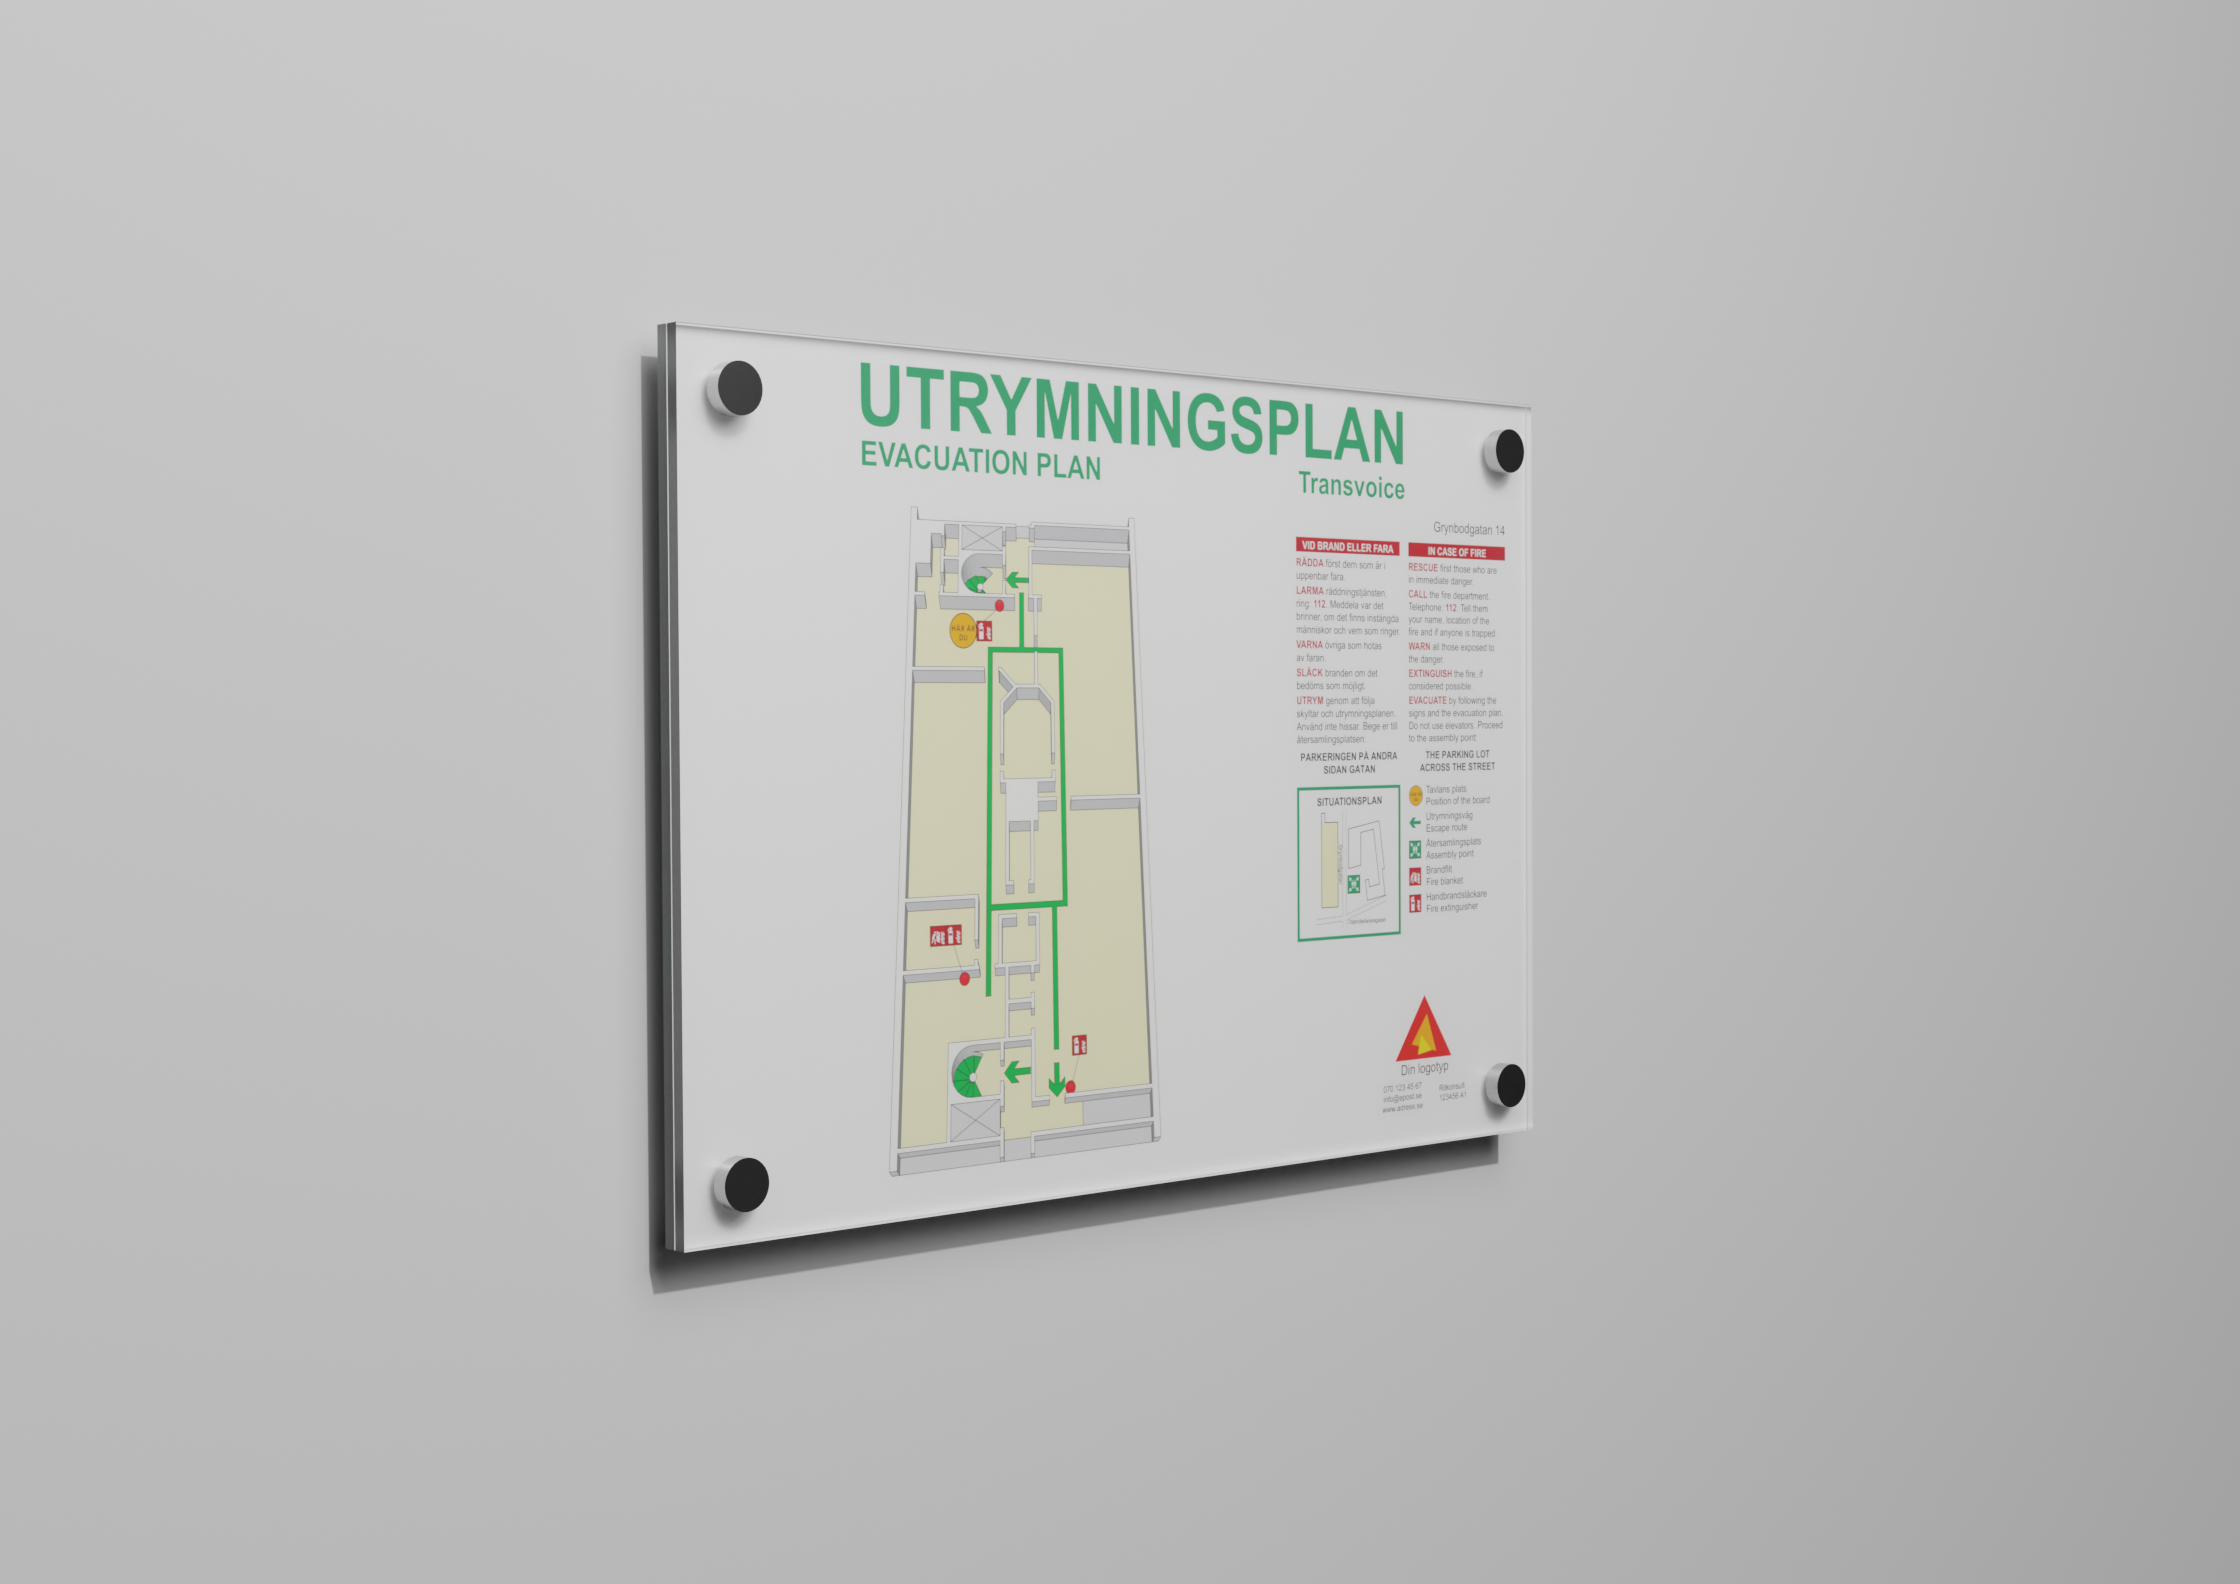 UTRYMNINGSPLAN
EVACUATION PLAN
Transvoice
Grynbodgatan 14
VID BRAND ELLER FARA
RÄDDA först dem som är i
uppenbar fara.
LARMA räddningstjänsten,
ring: 112. Meddela var det
brinner, om det finns instängda
människor och vem som ringer.
VARNA övriga som hotas
av faran.
SLÄCK branden om det
bedöms som möjligt.
UTRYM genom att följa
skyltar och utrymningsplanen.
Använd inte hissar. Bege er till
återsamlingsplatsen:
PARKERINGEN PÅ ANDRA
SIDAN GATAN
IN CASE OF FIRE
RESCUE first those who are
in immediate danger.
CALL the fire department.
Telephone: 112. Tell them
your name, location of the
fire and if anyone is trapped.
WARN all those exposed to
the danger.
EXTINGUISH the fire, if
considered possible.
EVACUATE by following the
signs and the evacuation plan.
Do not use elevators. Proceed
to the assembly point:
THE PARKING LOT
ACROSS THE STREET
HÄR ÄR
DU
SITUATIONSPLAN
Tavlans plats
Position of the board
Utrymningsväg
Escape route
Återsamlingsplats
Assembly point
Brandfilt
Fire blanket
Handbrandsläckare
Fire extinguisher
Din logotyp
070 123 45 67
info@epost.se
www.adress.se
Ritkonsult
123456 A1